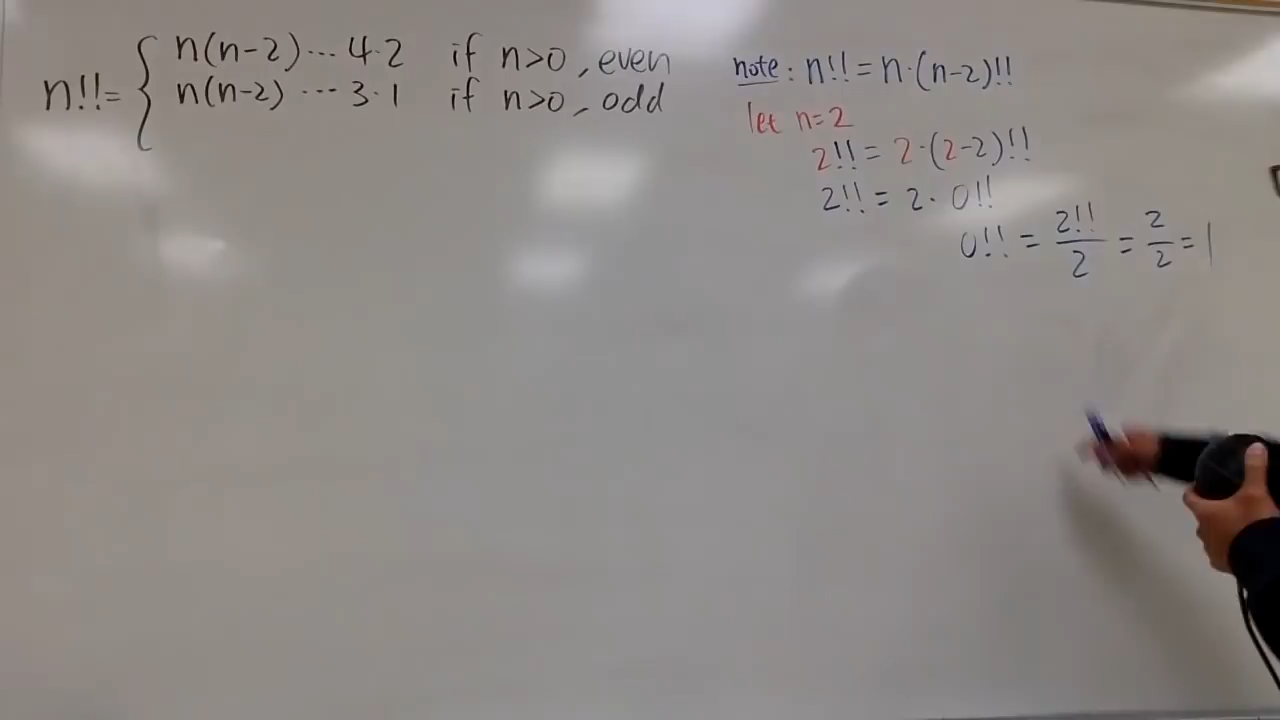 n!!= { n(n-2)... 4·2 if n>0, even
n(n-2) ... 3·1 if n>0, odd
note: n!! = n·(n-2)!!
let n=2
2!! = 2·(2-2)!!
2!! = 2· 0!!
0!! = 2!!/2 = 2/2 = 1